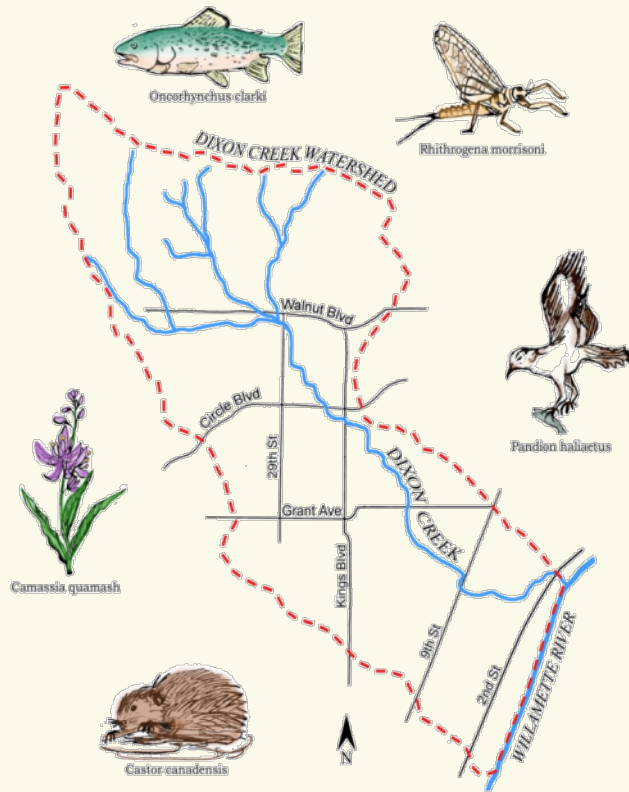 Oncorhynchus clarki
Rhithrogena morrisoni
DIXON CREEK WATERSHED
Walnut Blvd
Circle Blvd
29th St
Pandion haliaetus
DIXON CREEK
Grant Ave
Kings Blvd
Camassia quamash
9th St
2nd St
WILLAMETTE RIVER
Castor canadensis
N